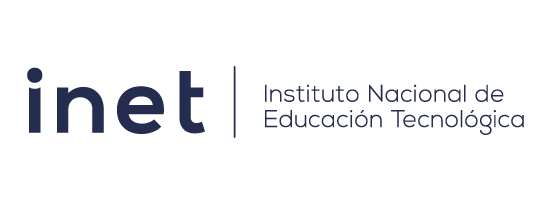 inet
Instituto Nacional de
Educación Tecnológica